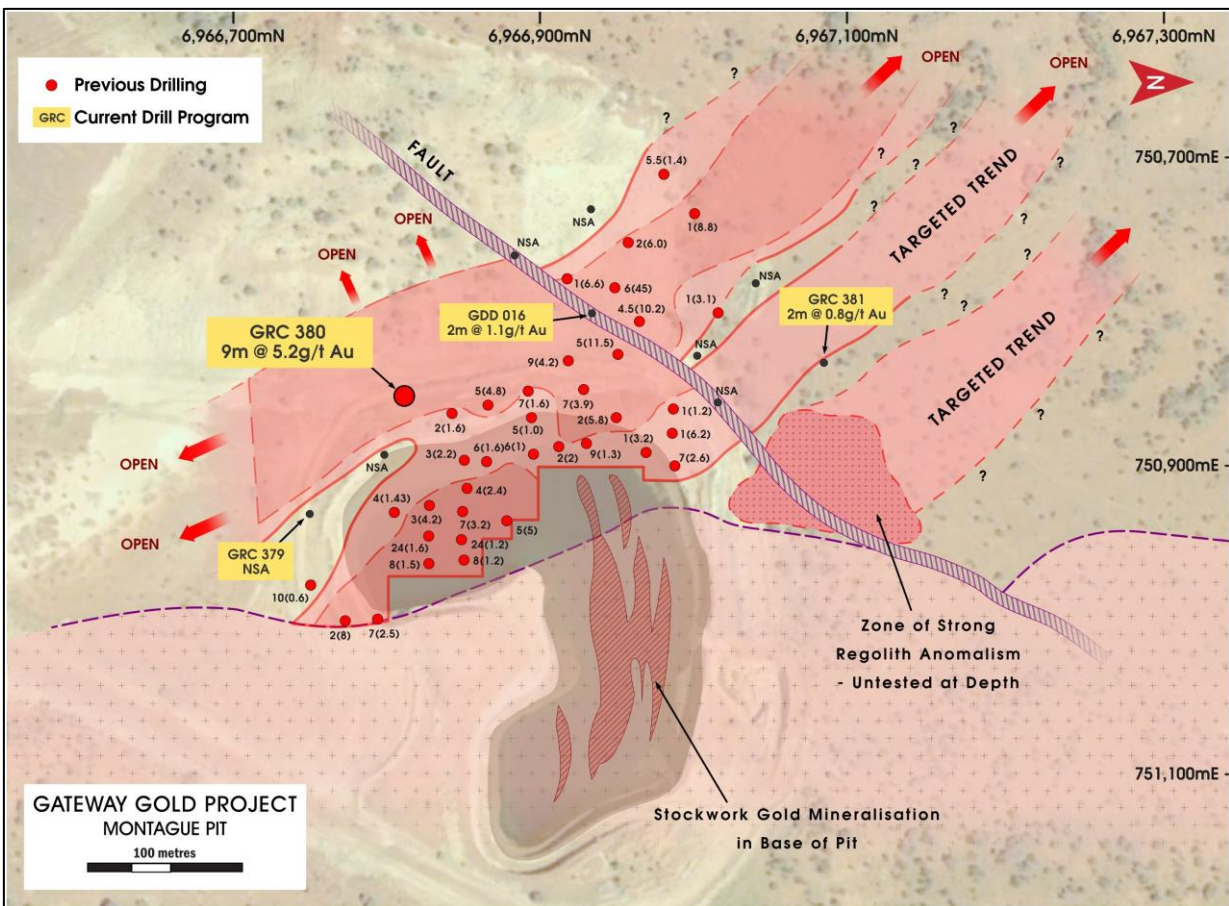 6,966,700mN
6,966,900mN
6,967,100mN
6,967,300mN
Previous Drilling
GRC Current Drill Program
N
OPEN
OPEN
?
?
?
?
750,700mE
FAULT
5.5(1.4)
1(8.8)
NSA
NSA
2(6.0)
OPEN
OPEN
TARGETED TREND
?
?
?
?
?
?
?
?
?
1(6.6)
6(45)
NSA
4.5(10.2)
1(3.1)
GDD 016
2m @ 1.1g/t Au
GRC 381
2m @ 0.8g/t Au
GRC 380
9m @ 5.2g/t Au
5(11.5)
9(4.2)
NSA
NSA
TARGETED TREND
5(4.8)
7(1.6)
7(3.9)
2(1.6)
5(1.0)
2(5.8)
1(1.2)
1(3.2)
1(6.2)
3(2.2)
6(1.6)
6(1)
2(2)
9(1.3)
7(2.6)
OPEN
NSA
750,900mE
4(2.4)
4(1.43)
3(4.2)
7(3.2)
5(5)
OPEN
GRC 379
NSA
24(1.6)
24(1.2)
8(1.5)
8(1.2)
10(0.6)
2(8)
7(2.5)
Zone of Strong
Regolith Anomalism
- Untested at Depth
751,100mE
GATEWAY GOLD PROJECT
MONTAGUE PIT
100 metres
Stockwork Gold Mineralisation
in Base of Pit